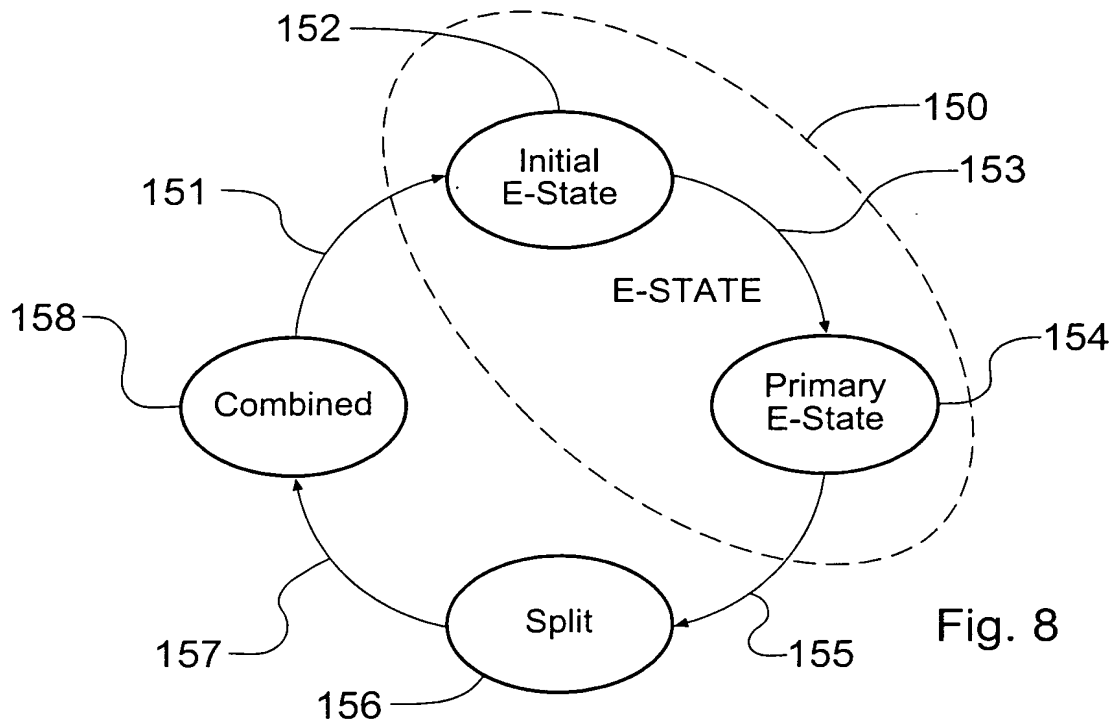 152
150
Initial
E-State
153
151
E-STATE
158
154
Combined
Primary
E-State
Split
Fig. 8
157
155
156